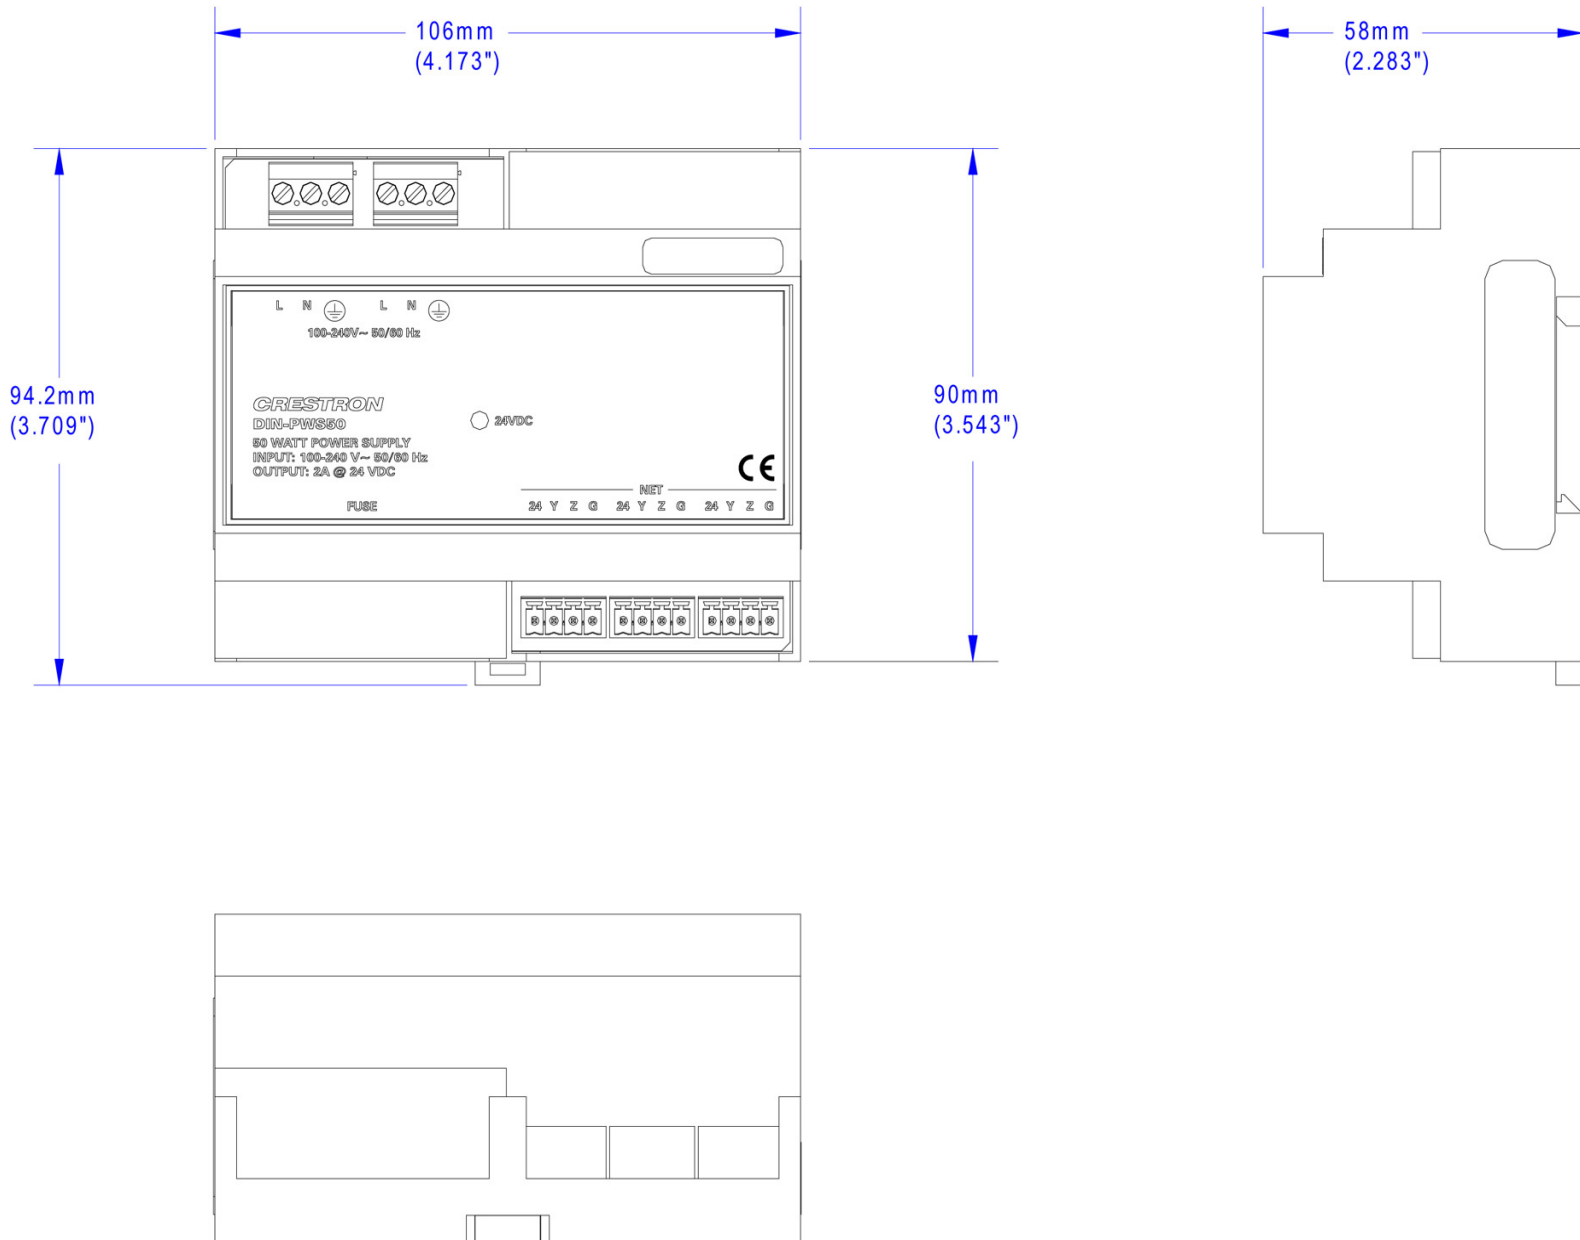 106mm
(4.173")
58mm
(2.283")
L N L N
100-240V~ 50/60 Hz
94.2mm
(3.709")
90mm
(3.543")
CRESTRON
DIN-PWS50
24VDC
50 WATT POWER SUPPLY
INPUT: 100-240 V~ 50/60 Hz
OUTPUT: 2A @ 24 VDC
CE
NET
FUSE
24 Y Z G 24 Y Z G 24 Y Z G